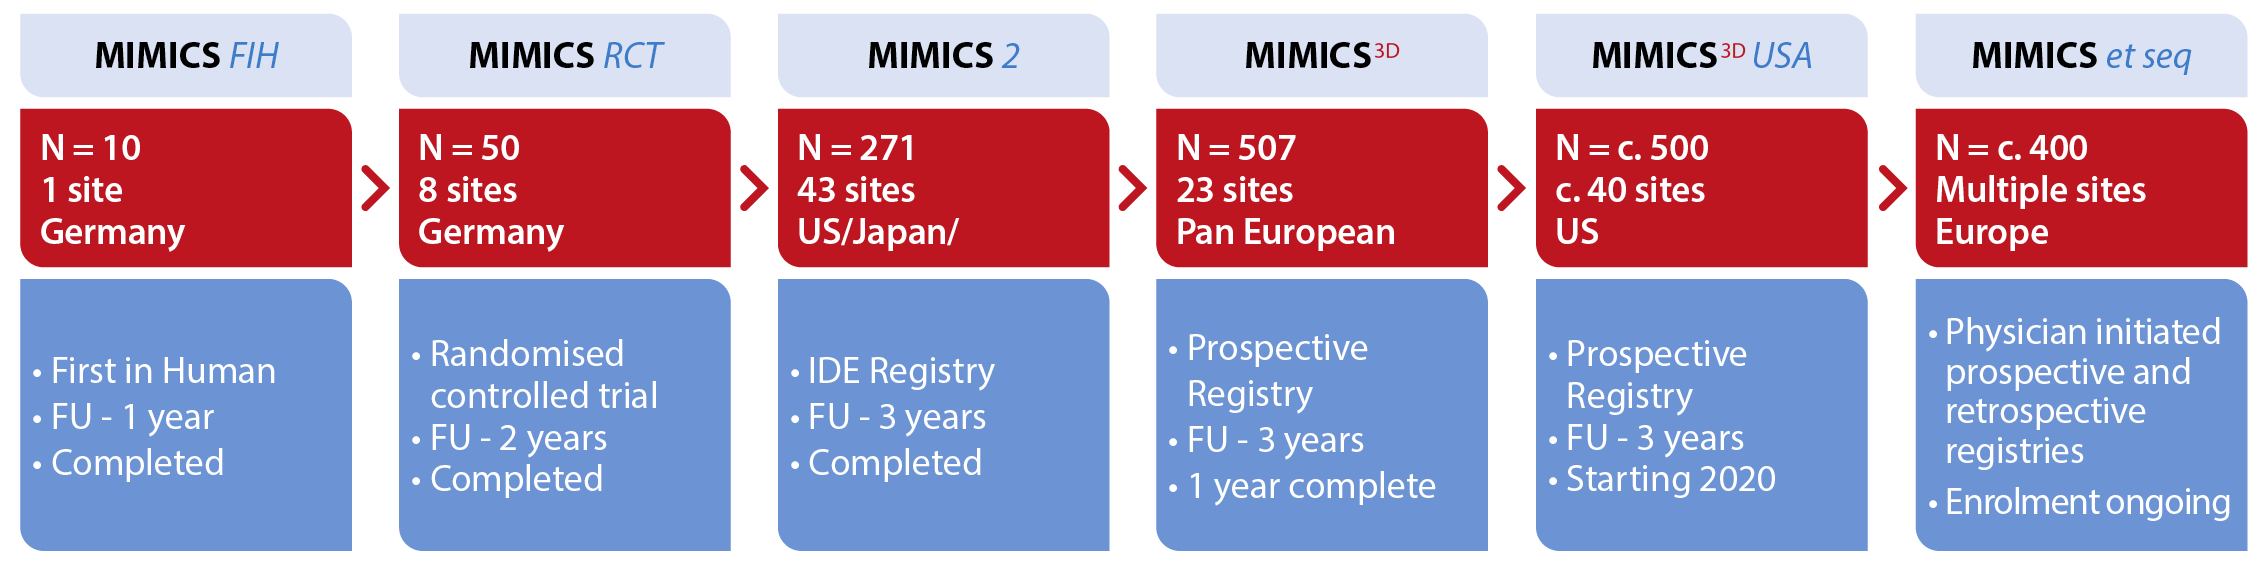 MIMICS FIH
N = 10
1 site
Germany
• First in Human
• FU - 1 year
• Completed
MIMICS RCT
N = 50
8 sites
Germany
• Randomised
controlled trial
• FU - 2 years
• Completed
MIMICS 2
N = 271
43 sites
US/Japan/
• IDE Registry
• FU - 3 years
• Completed
MIMICS3D
N = 507
23 sites
Pan European
• Prospective
Registry
• FU - 3 years
• 1 year complete
MIMICS3D USA
N = c. 500
c. 40 sites
US
• Prospective
Registry
• FU - 3 years
• Starting 2020
MIMICS et seq
N = c. 400
Multiple sites
Europe
• Physician initiated
prospective and
retrospective
registries
• Enrolment ongoing